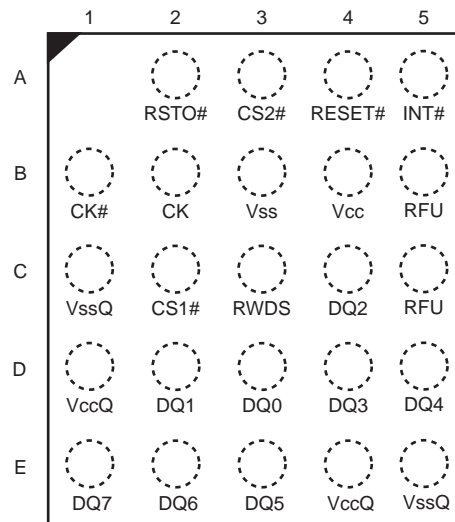 1 2 3 4 5
A
RSTO# CS2# RESET# INT#
B
CK# CK Vss Vcc RFU
C
VssQ CS1# RWDS DQ2 RFU
D
VccQ DQ1 DQ0 DQ3 DQ4
E
DQ7 DQ6 DQ5 VccQ VssQ